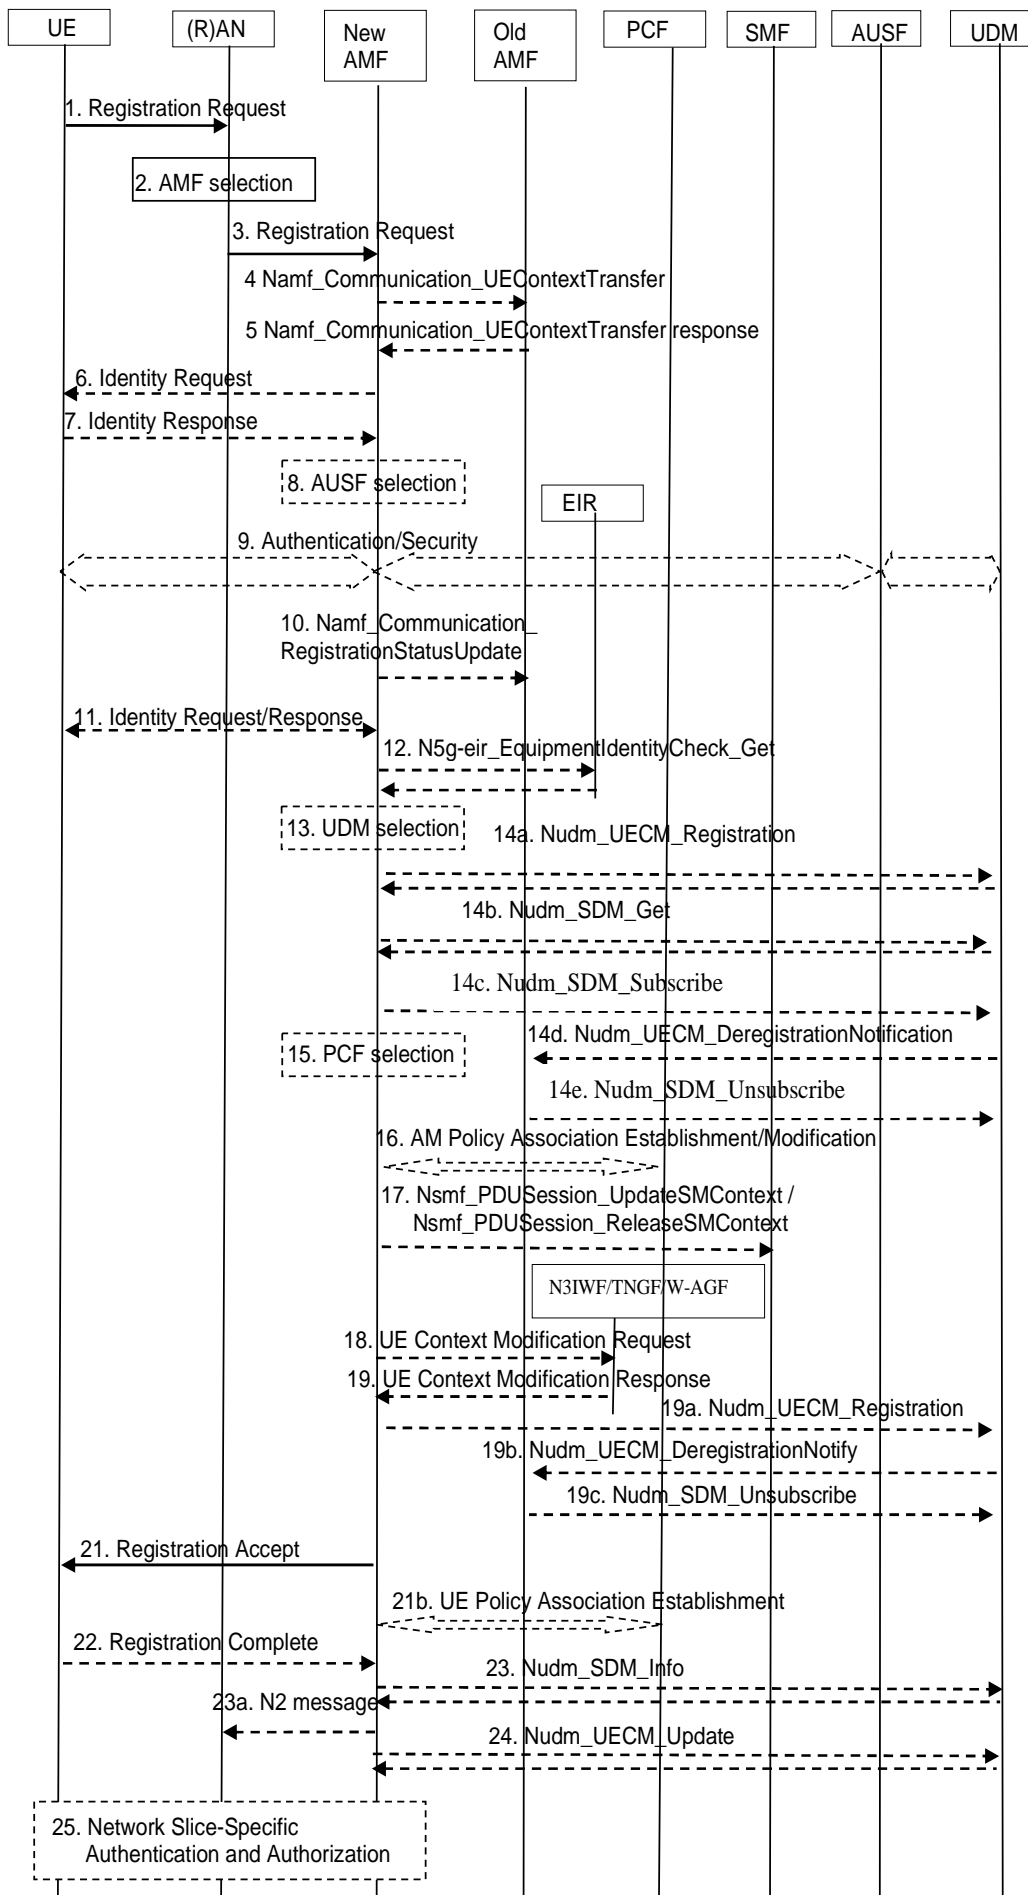 UE
(R)AN
New
AMF
Old
AMF
PCF
SMF
AUSF
UDM
1. Registration Request
2. AMF selection
3. Registration Request
4 Namf_Communication_UEContextTransfer
5 Namf_Communication_UEContextTransfer response
6. Identity Request
7. Identity Response
8. AUSF selection
EIR
9. Authentication/Security
10. Namf_Communication_
RegistrationStatusUpdate
11. Identity Request/Response
12. N5g-eir_EquipmentIdentityCheck_Get
13. UDM selection
14a. Nudm_UECM_Registration
14b. Nudm_SDM_Get
14c. Nudm_SDM_Subscribe
14d. Nudm_UECM_DeregistrationNotification
15. PCF selection
14e. Nudm_SDM_Unsubscribe
16. AM Policy Association Establishment/Modification
17. Nsmf_PDUSession_UpdateSMContext /
Nsmf_PDUSession_ReleaseSMContext
N3IWF/TNGF/W-AGF
18. UE Context Modification Request
19. UE Context Modification Response
19a. Nudm_UECM_Registration
19b. Nudm_UECM_DeregistrationNotify
19c. Nudm_SDM_Unsubscribe
21. Registration Accept
21b. UE Policy Association Establishment
22. Registration Complete
23. Nudm_SDM_Info
23a. N2 message
24. Nudm_UECM_Update
25. Network Slice-Specific
Authentication and Authorization